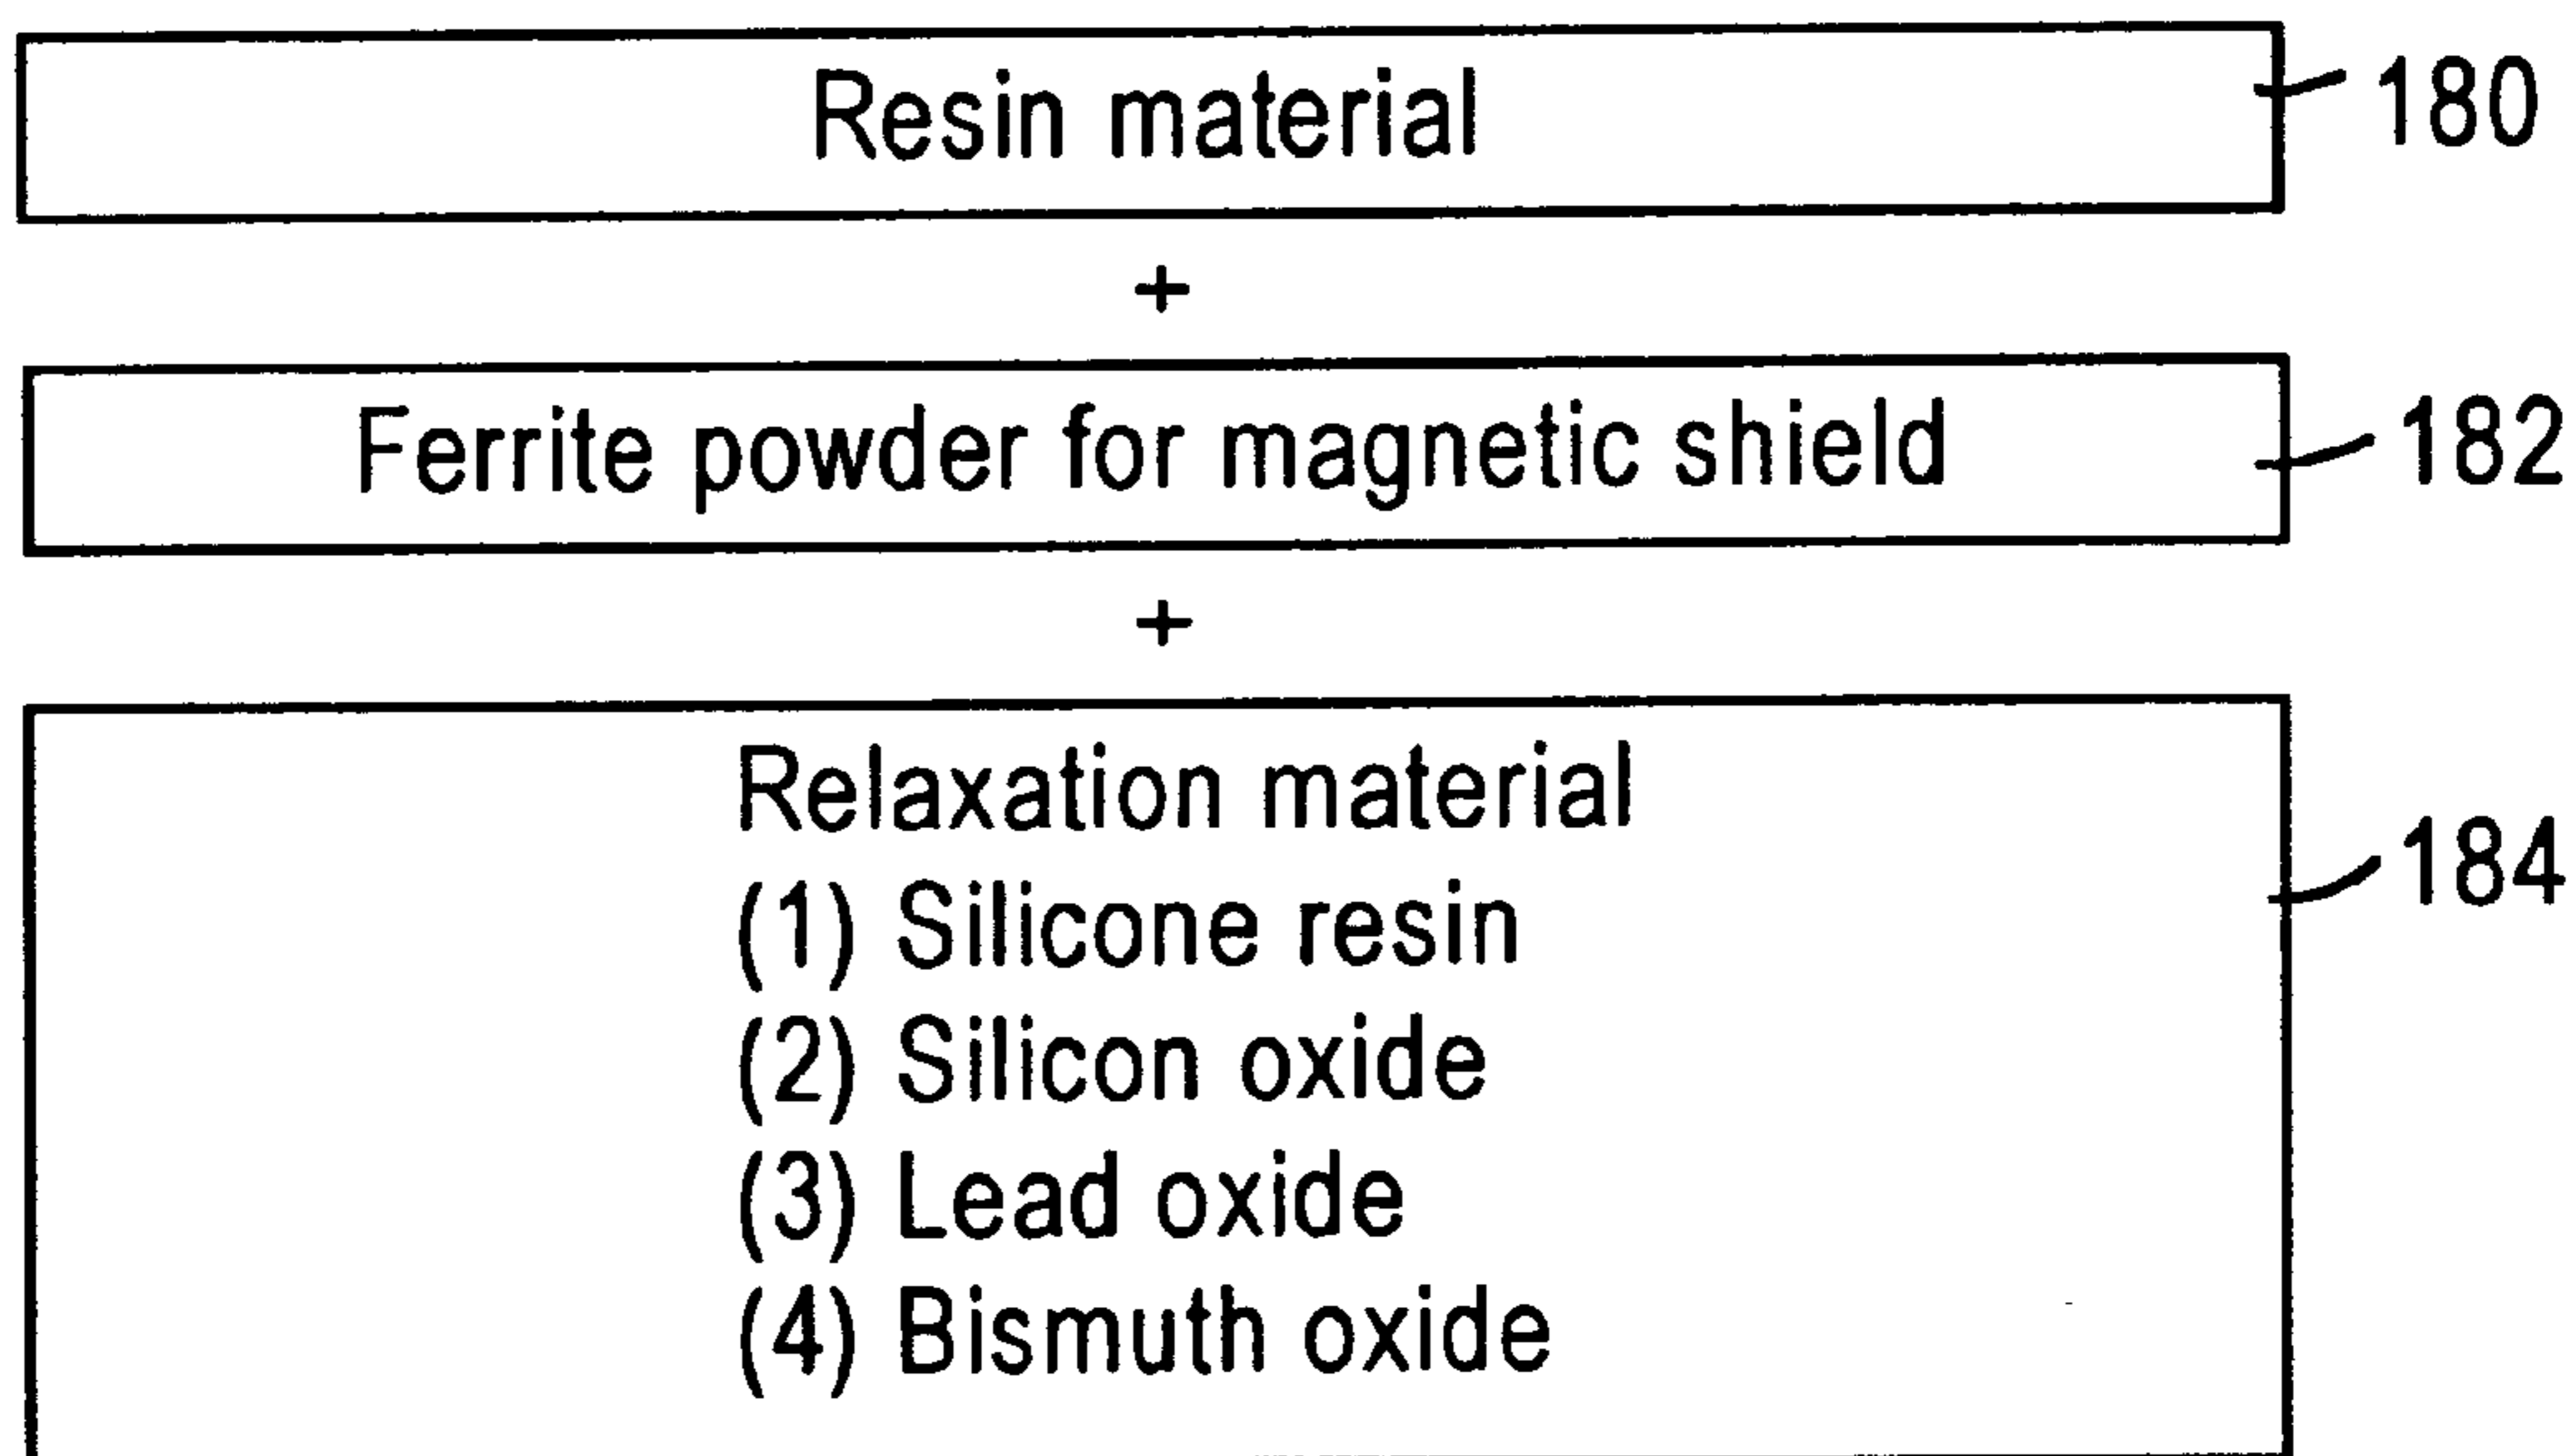 Resin material 180
+
Ferrite powder for magnetic shield 182
+
Relaxation material
184
(1) Silicone resin
(2) Silicon oxide
(3) Lead oxide
(4) Bismuth oxide